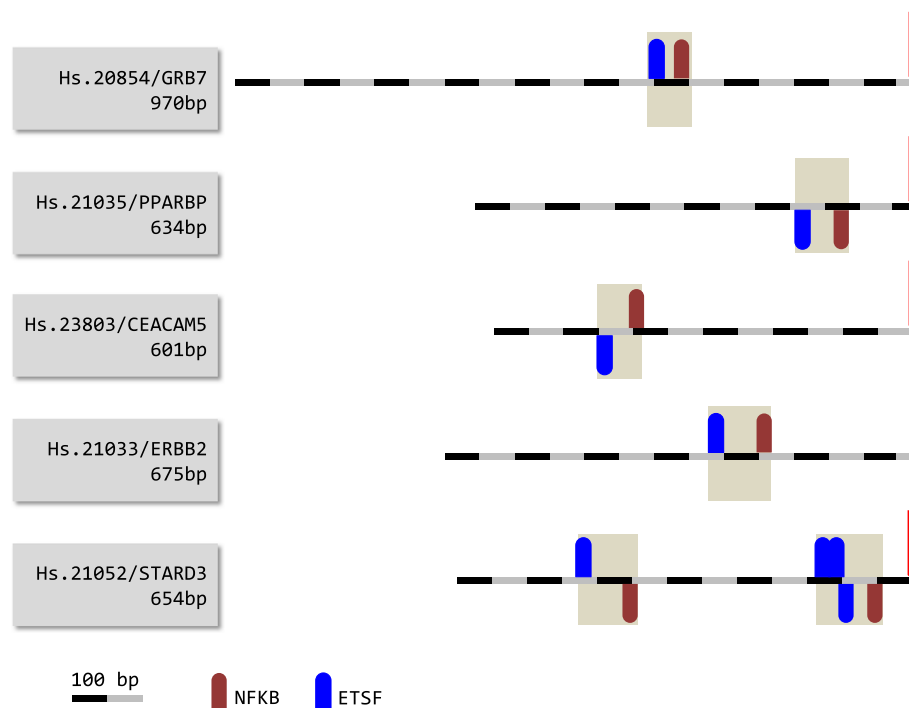 Hs.20854/GRB7
970bp
Hs.21035/PPARBP
634bp
Hs.23803/CEACAM5
601bp
Hs.21033/ERBB2
675bp
Hs.21052/STARD3
654bp
100 bp
NFKB
ETSF